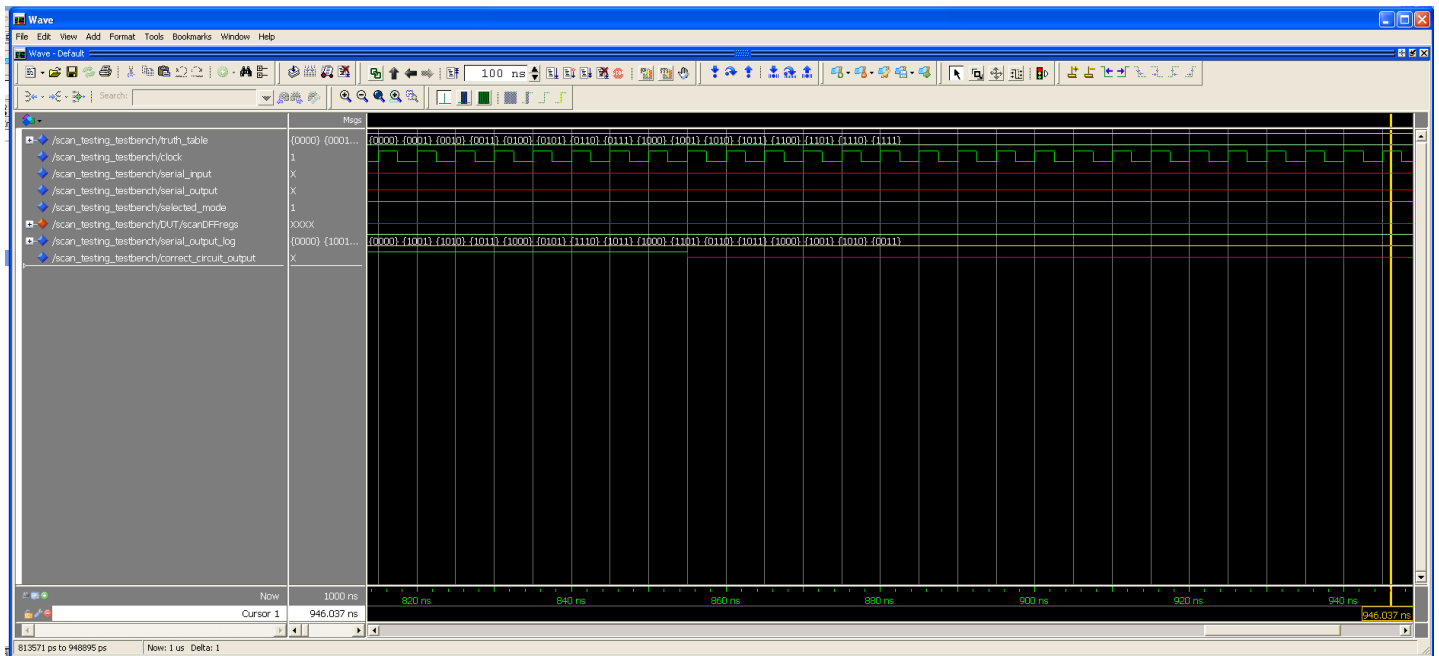 Wave
File Edit View Add Format Tools Bookmarks Window Help
Wave - Default
100 ns
Search:
Msgs
/scan_testing_testbench/truth_table {0000} {0001... {0000} {0001} {0010} {0011} {0100} {0101} {0110} {0111} {1000} {1001} {1010} {1011} {1100} {1101} {1110} {1111}
/scan_testing_testbench/clock 1
/scan_testing_testbench/serial_input X
/scan_testing_testbench/serial_output X
/scan_testing_testbench/selected_mode 1
/scan_testing_testbench/DUT/scanDFFregs XXXX
/scan_testing_testbench/serial_output_log {0000} {1001... {0000} {1001} {1010} {1011} {1000} {0101} {1110} {1011} {1000} {1101} {0110} {1011} {1000} {1001} {1010} {0011}
/scan_testing_testbench/correct_circuit_output X
Now 1000 ns 820 ns 840 ns 860 ns 880 ns 900 ns 920 ns 940 ns
Cursor 1 946.037 ns 946.037 ns
813571 ps to 948895 ps Now: 1 us Delta: 1